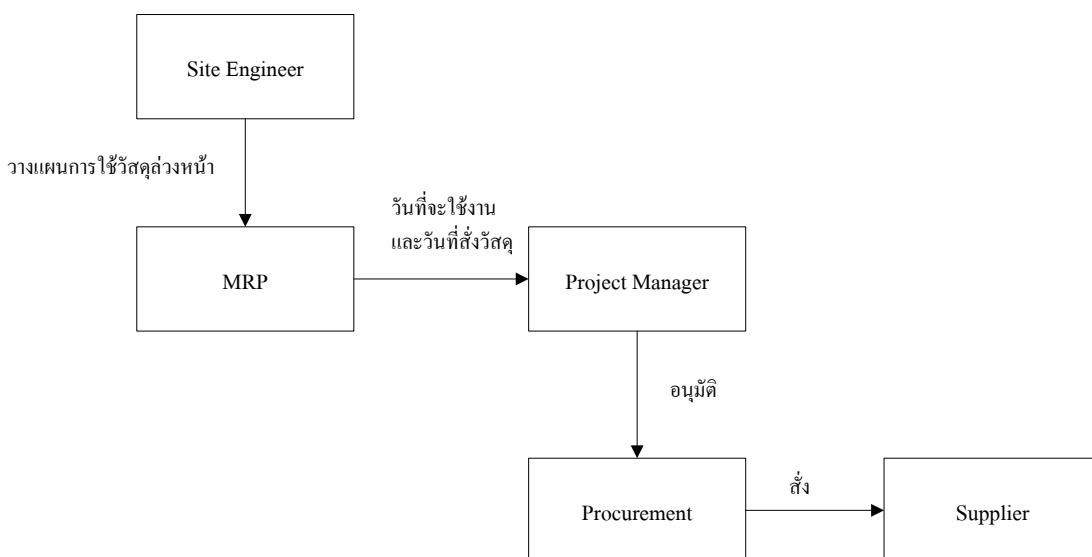 Site Engineer
วางแผนการใช้วัสดุล่วงหน้า
วันที่จะใช้งาน
และวันที่สั่งวัสดุ
MRP
Project Manager
อนุมัติ
สั่ง
Procurement
Supplier